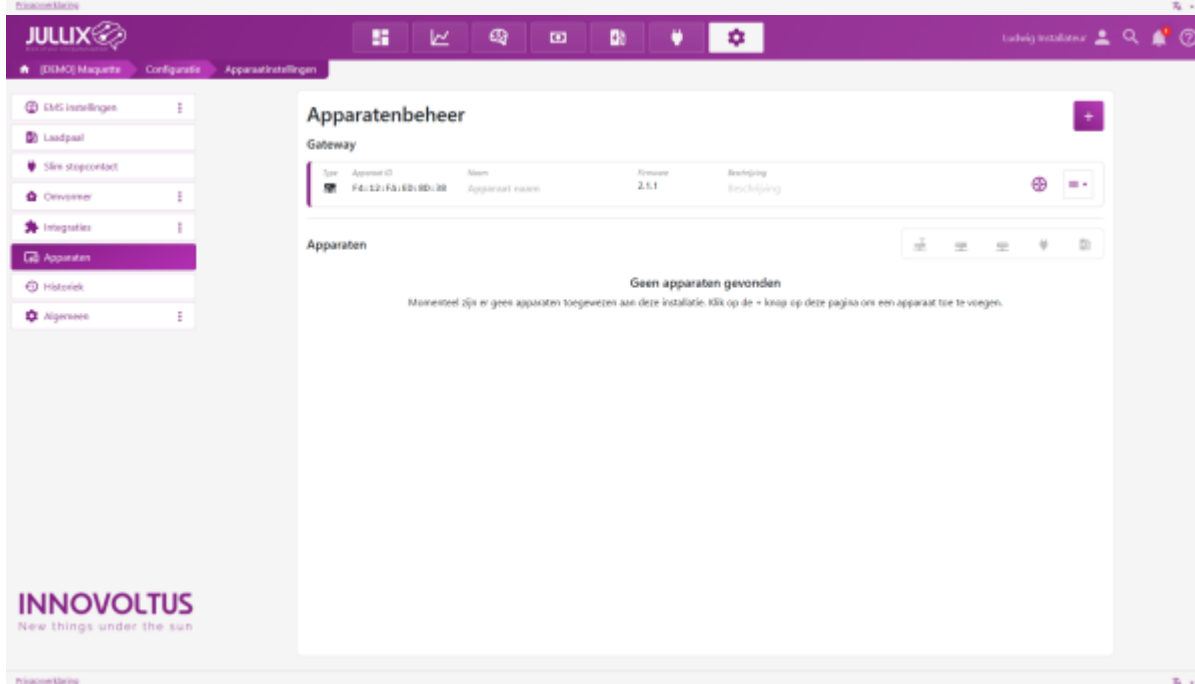 Privacyverklaring
JULLIX
Ludwig Installateur
[DEMO] Maquette Configuratie Apparaatinstellingen
EMS instellingen
Laadpaal
Slim stopcontact
Omvormer
Integraties
Apparaten
Historiek
Algemeen
Apparatenbeheer
+
Gateway
Type Apparaat ID Naam Firmware Beschrijving
F4:12:FA:ED:8D:38 Apparaat naam 2.1.1 Beschrijving
Apparaten
Geen apparaten gevonden
Momenteel zijn er geen apparaten toegewezen aan deze installatie. Klik op de + knop op deze pagina om een apparaat toe te voegen.
INNOVOLTUS
New things under the sun
Privacyverklaring